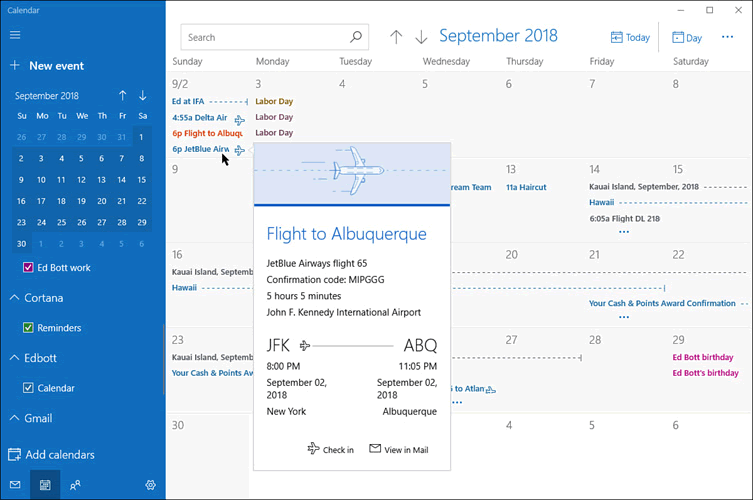 Calendar
New event
September 2018
Su Mo Tu We Th Fr Sa
26 27 28 29 30 31 1
2 3 4 5 6 7 8
9 10 11 12 13 14 15
16 17 18 19 20 21 22
23 24 25 26 27 28 29
30 1 2 3 4 5 6
Ed Bott work
Cortana
Reminders
Edbott
Calendar
Gmail
Add calendars
Search
September 2018
Today
Day
Sunday Monday Tuesday Wednesday Thursday Friday Saturday
9/2 3 4 5 6 7 8
Ed at IFA Labor Day
4:55a Delta Air Labor Day
6p Flight to Albuqu Labor Day
6p JetBlue Airw
9 13 14 15
ream Team 11a Haircut Kauai Island, September, 2018
Hawaii
6:05a Flight DL 218
16 20 21 22
Kauai Island, Septemb
Hawaii
Your Cash & Points Award Confirmation
23 27 28 29
Kauai Island, Septemb Ed Bott birthday
Your Cash & Points Aw Ed Bott's birthday
to Atlan
30 4 5 6
Flight to Albuquerque
JetBlue Airways flight 65
Confirmation code: MIPGGG
5 hours 5 minutes
John F. Kennedy International Airport
JFK ABQ
8:00 PM 11:05 PM
September 02, 2018 September 02, 2018
New York Albuquerque
Check in View in Mail